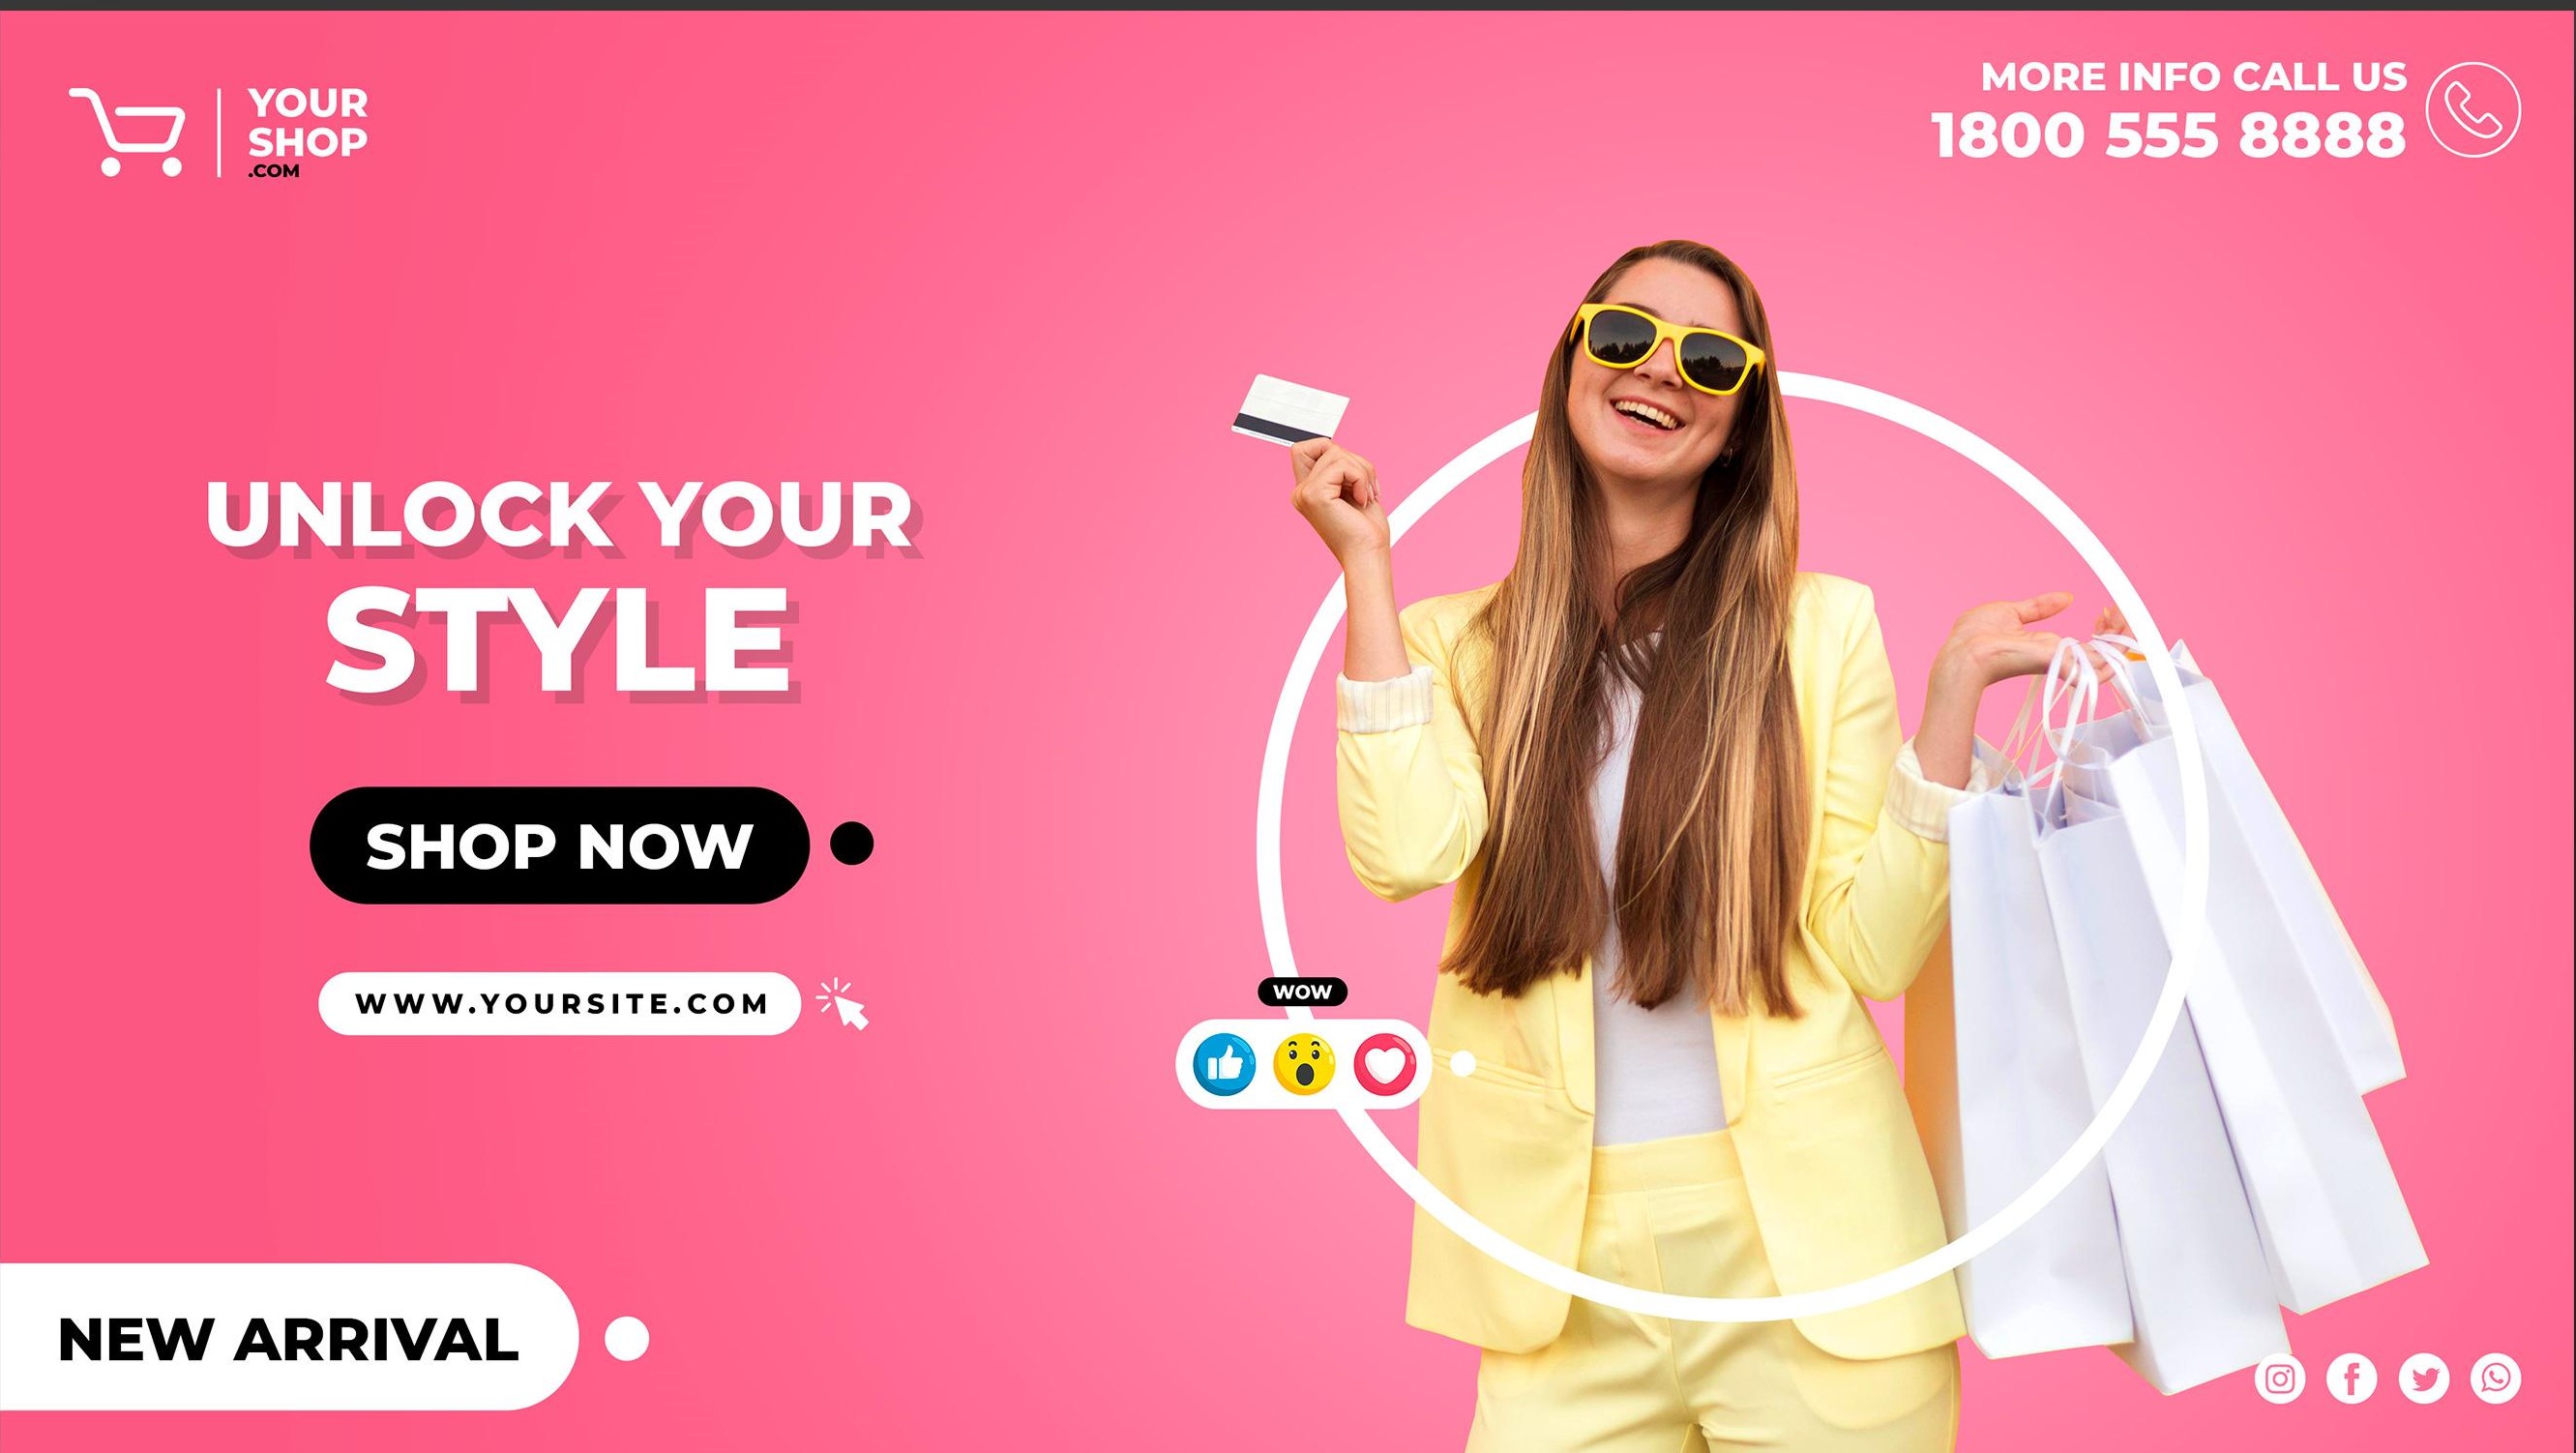 YOUR
SHOP
.COM
MORE INFO CALL US
1800 555 8888
UNLOCK YOUR
STYLE
SHOP NOW
WWW.YOURSITE.COM
WOW
NEW ARRIVAL